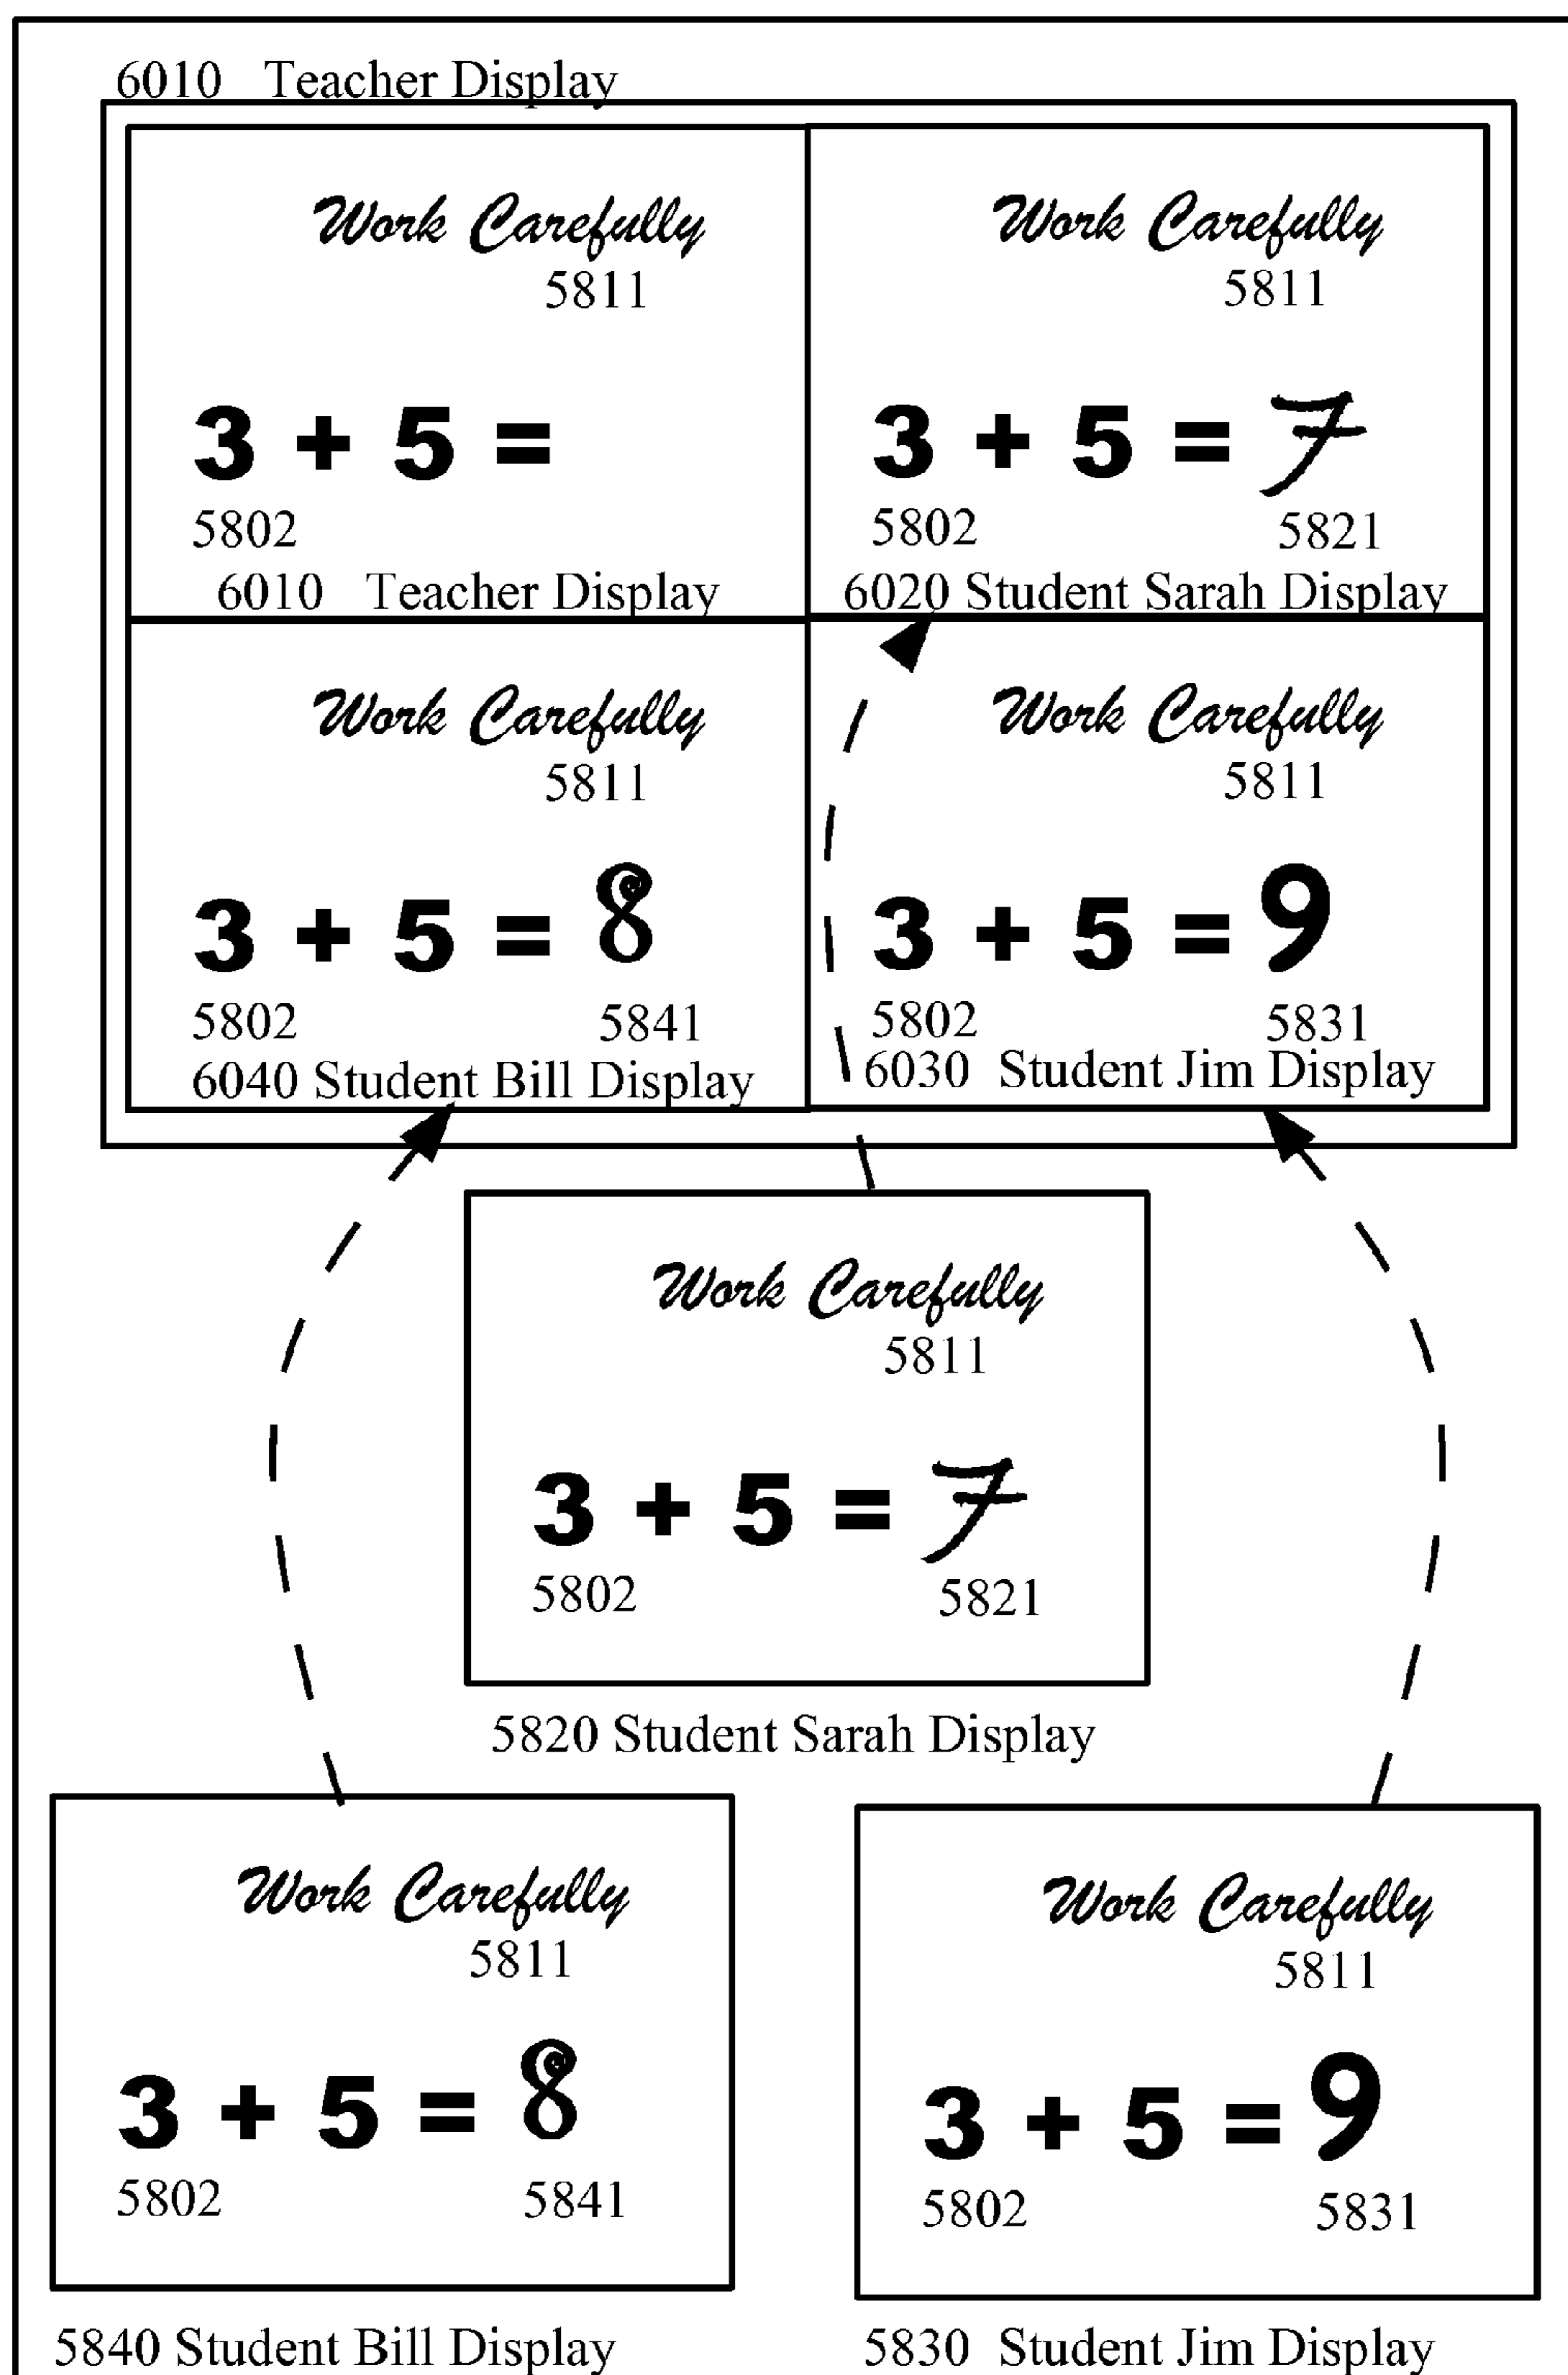 6010 Teacher Display
Work Carefully
5811
3 + 5 =
5802
6010 Teacher Display
Work Carefully
5811
3 + 5 = 7
5802 5821
6020 Student Sarah Display
Work Carefully
5811
3 + 5 = 8
5802 5841
6040 Student Bill Display
Work Carefully
5811
3 + 5 = 9
5802 5831
6030 Student Jim Display
Work Carefully
5811
3 + 5 = 7
5802 5821
5820 Student Sarah Display
Work Carefully
5811
3 + 5 = 8
5802 5841
5840 Student Bill Display
Work Carefully
5811
3 + 5 = 9
5802 5831
5830 Student Jim Display